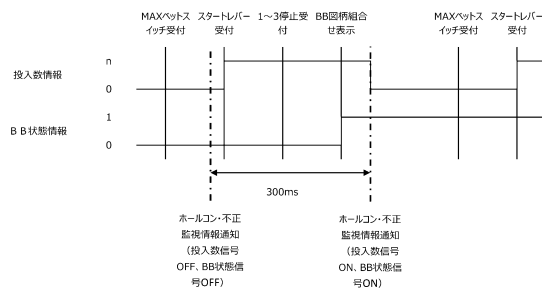 MAXベットス
イッチ受付
スタートレバー
受付
1～3停止受
付
BB図柄組合
せ表示
MAXベットス
イッチ受付
スタートレバー
受付
投入数情報
n
0
BB状態情報
1
0
300ms
ホールコン・不正
監視情報通知
（投入数信号
OFF、BB状態信
号OFF）
ホールコン・不正
監視情報通知
（投入数信号
ON、BB状態信
号ON）